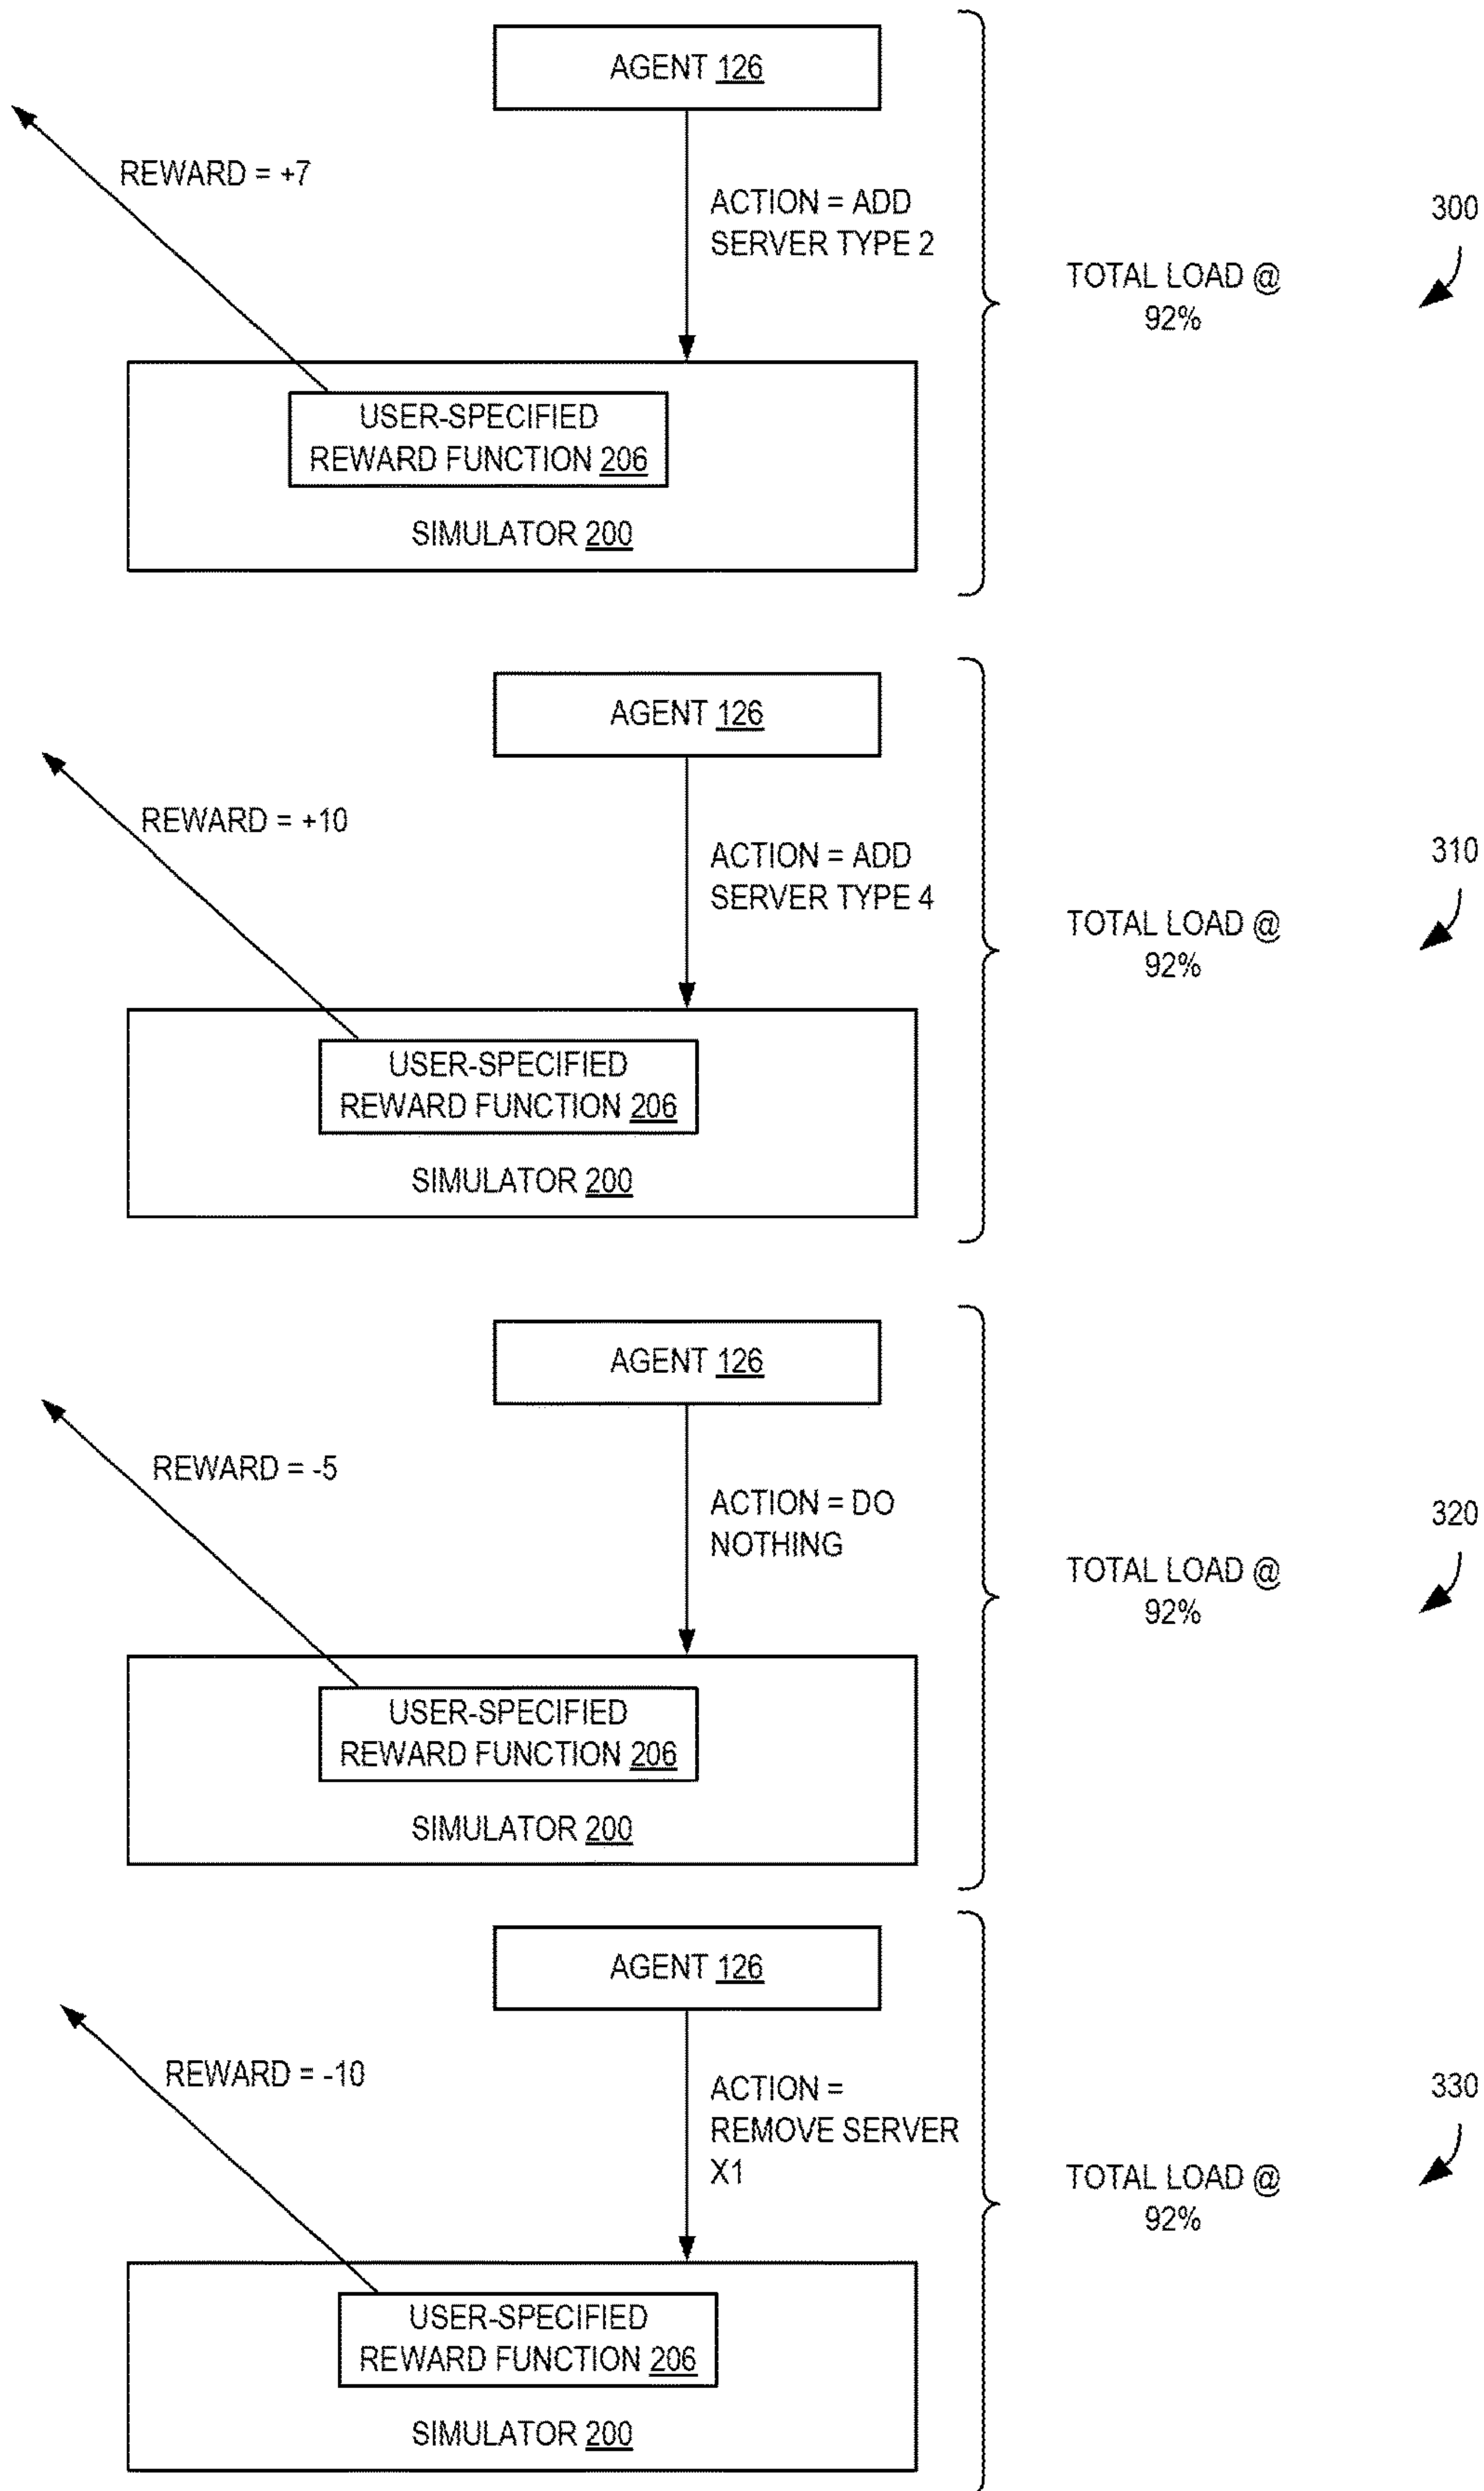 AGENT 126
REWARD = +7
ACTION = ADD
SERVER TYPE 2
300
TOTAL LOAD @
92%
USER-SPECIFIED
REWARD FUNCTION 206
SIMULATOR 200
AGENT 126
REWARD = +10
ACTION = ADD
SERVER TYPE 4
310
TOTAL LOAD @
92%
USER-SPECIFIED
REWARD FUNCTION 206
SIMULATOR 200
AGENT 126
REWARD = -5
ACTION = DO
NOTHING
320
TOTAL LOAD @
92%
USER-SPECIFIED
REWARD FUNCTION 206
SIMULATOR 200
AGENT 126
REWARD = -10
ACTION =
REMOVE SERVER
X1
330
TOTAL LOAD @
92%
USER-SPECIFIED
REWARD FUNCTION 206
SIMULATOR 200